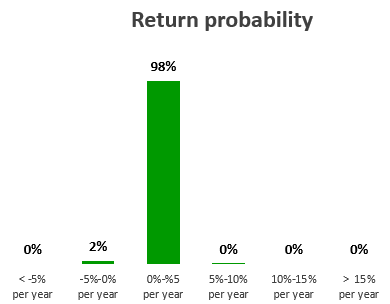 Return probability
98%
0% 2% 0% 0% 0%
< -5% -5%-0% 0%-%5 5%-10% 10%-15% > 15%
per year per year per year per year per year per year